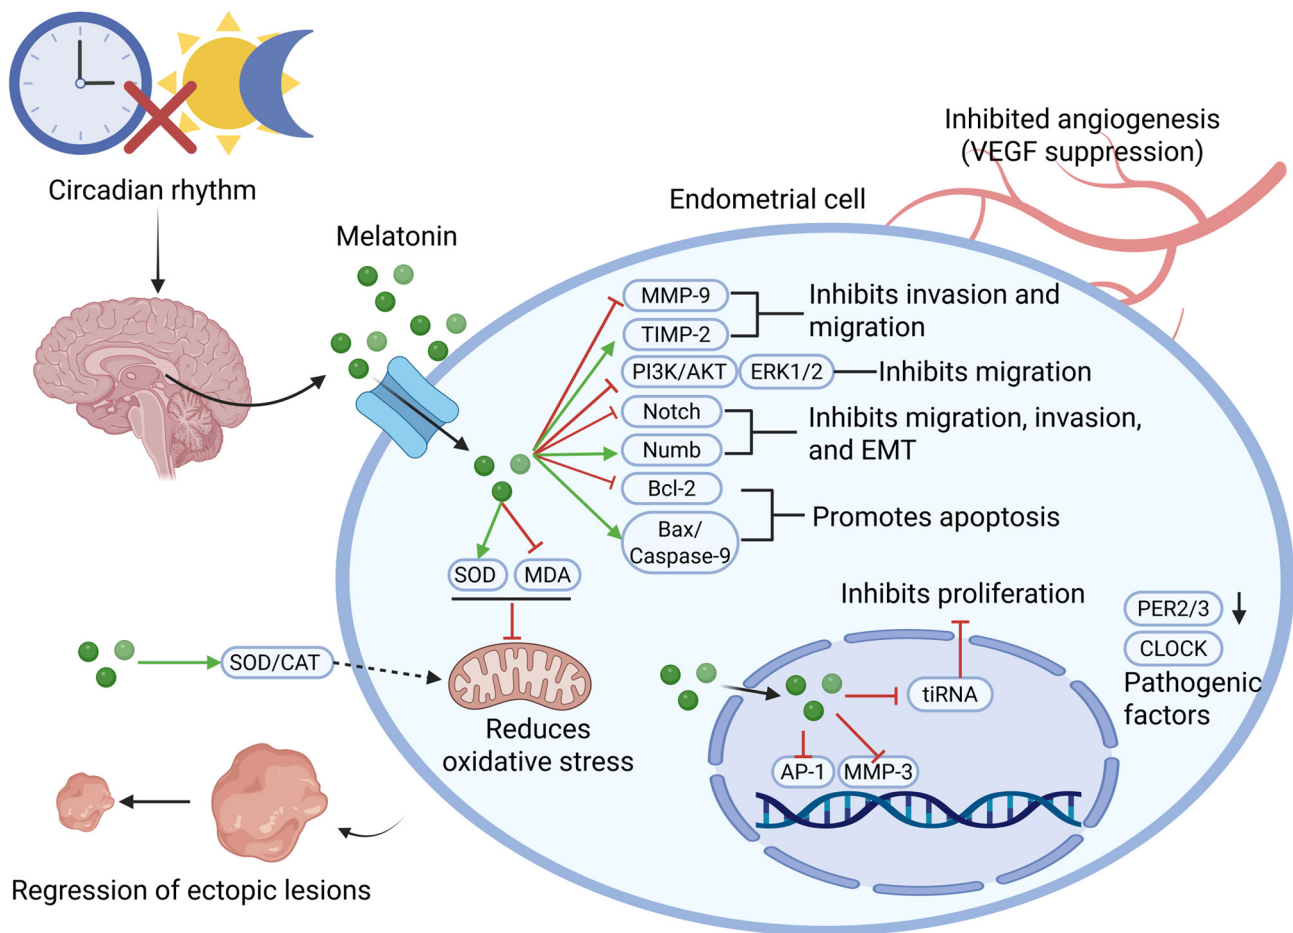 Circadian rhythm
Melatonin
Endometrial cell
Inhibited angiogenesis
(VEGF suppression)
MMP-9
TIMP-2
Inhibits invasion and
migration
PI3K/AKT
ERK1/2
Inhibits migration
Notch
Numb
Inhibits migration, invasion,
and EMT
Bcl-2
Bax/
Caspase-9
Promotes apoptosis
SOD
MDA
SOD/CAT
Reduces
oxidative stress
Inhibits proliferation
tiRNA
AP-1
MMP-3
PER2/3
CLOCK
Pathogenic
factors
Regression of ectopic lesions